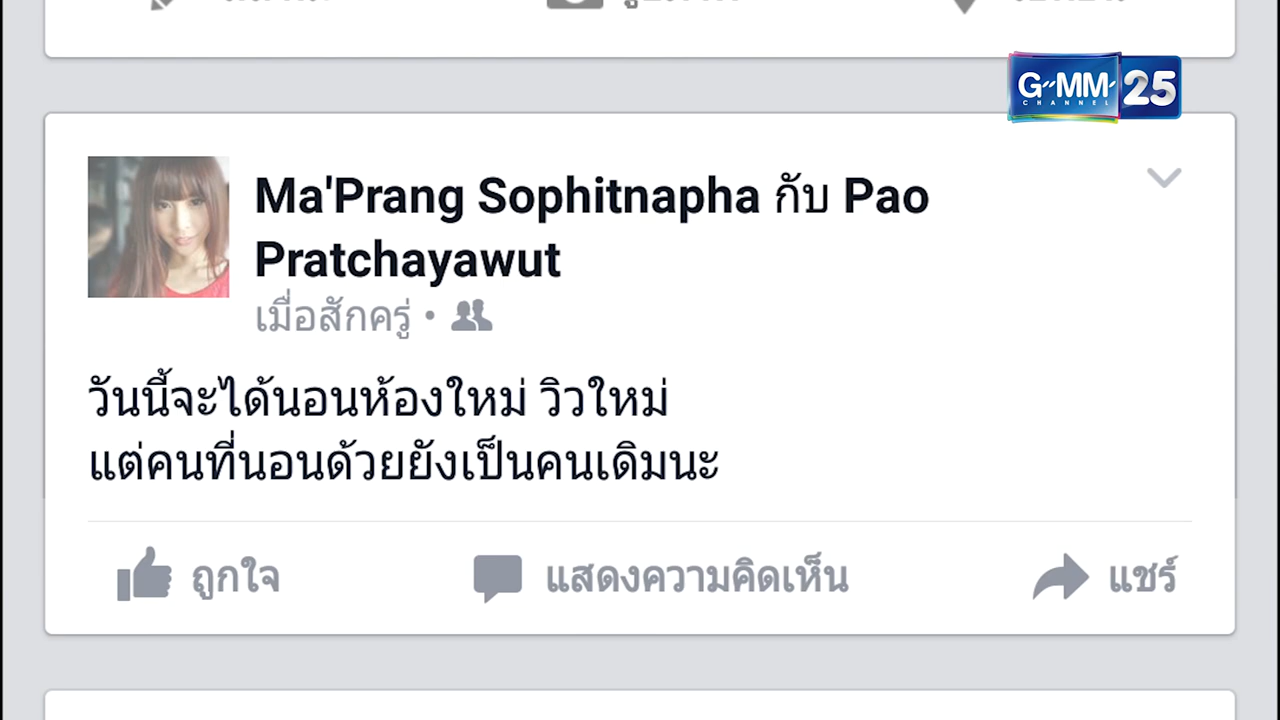 G"MM'
CHANNEL
25
Ma'Prang Sophitnapha กับ Pao
Pratchayawut
เมื่อสักครู่ •
วันนี้จะได้นอนห้องใหม่ วิวใหม่
แต่คนที่นอนด้วยยังเป็นคนเดิมนะ
ถูกใจ
แสดงความคิดเห็น
แชร์